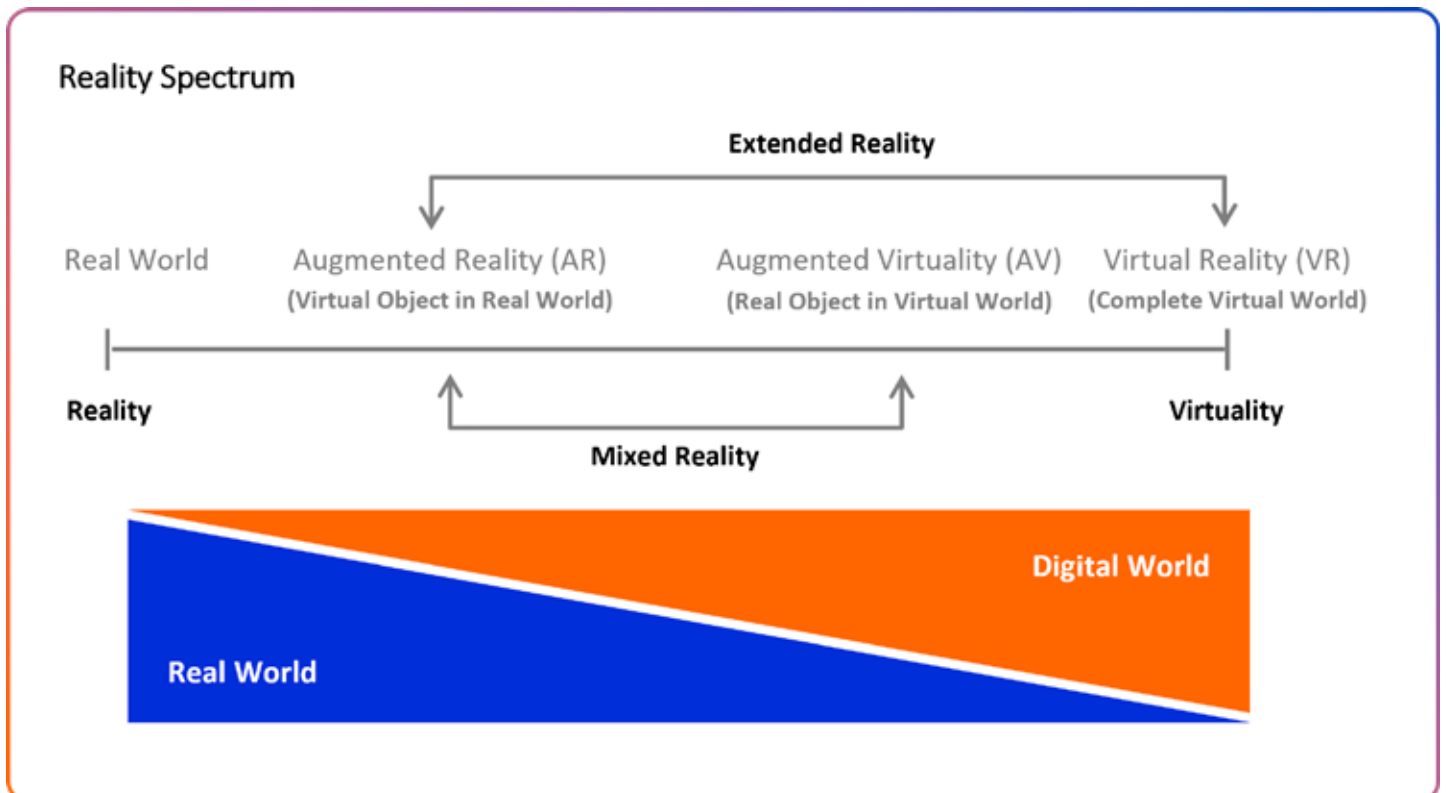 Reality Spectrum
Extended Reality
Real World
Augmented Reality (AR)
(Virtual Object in Real World)
Augmented Virtuality (AV)
(Real Object in Virtual World)
Virtual Reality (VR)
(Complete Virtual World)
Reality
Virtuality
Mixed Reality
Digital World
Real World